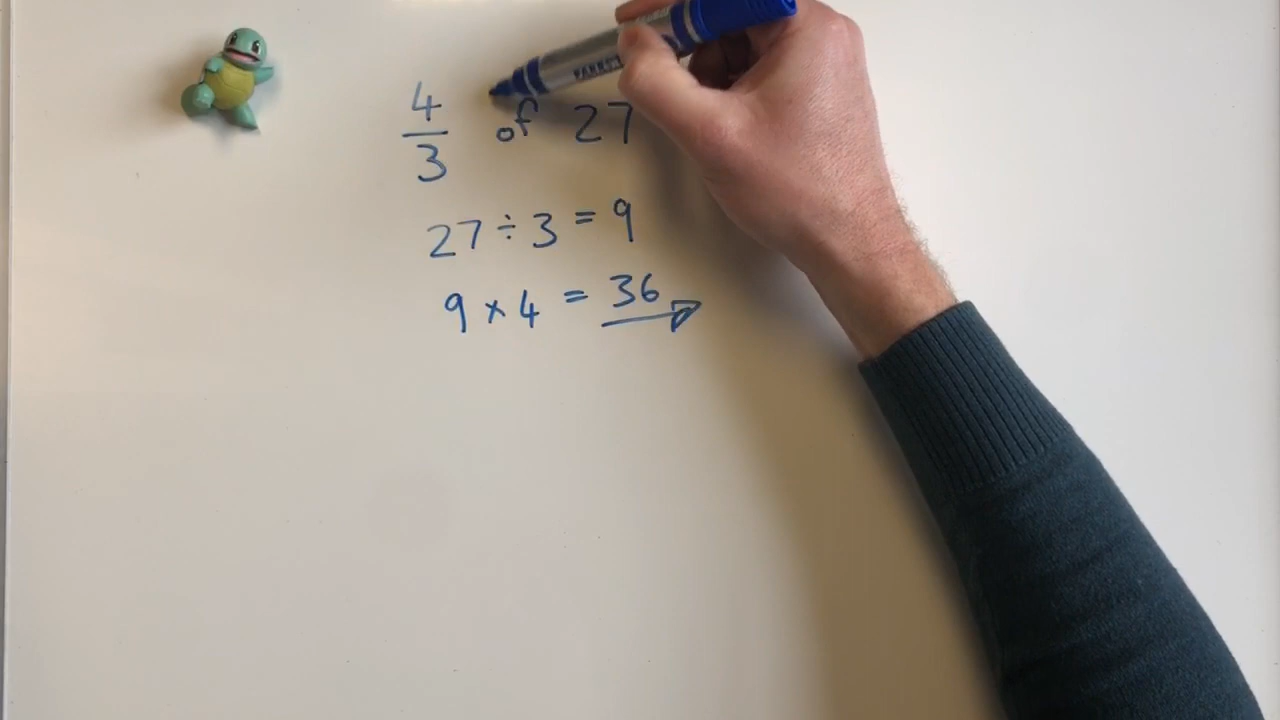 4/3 of 27
27 ÷ 3 = 9
9 × 4 = 36